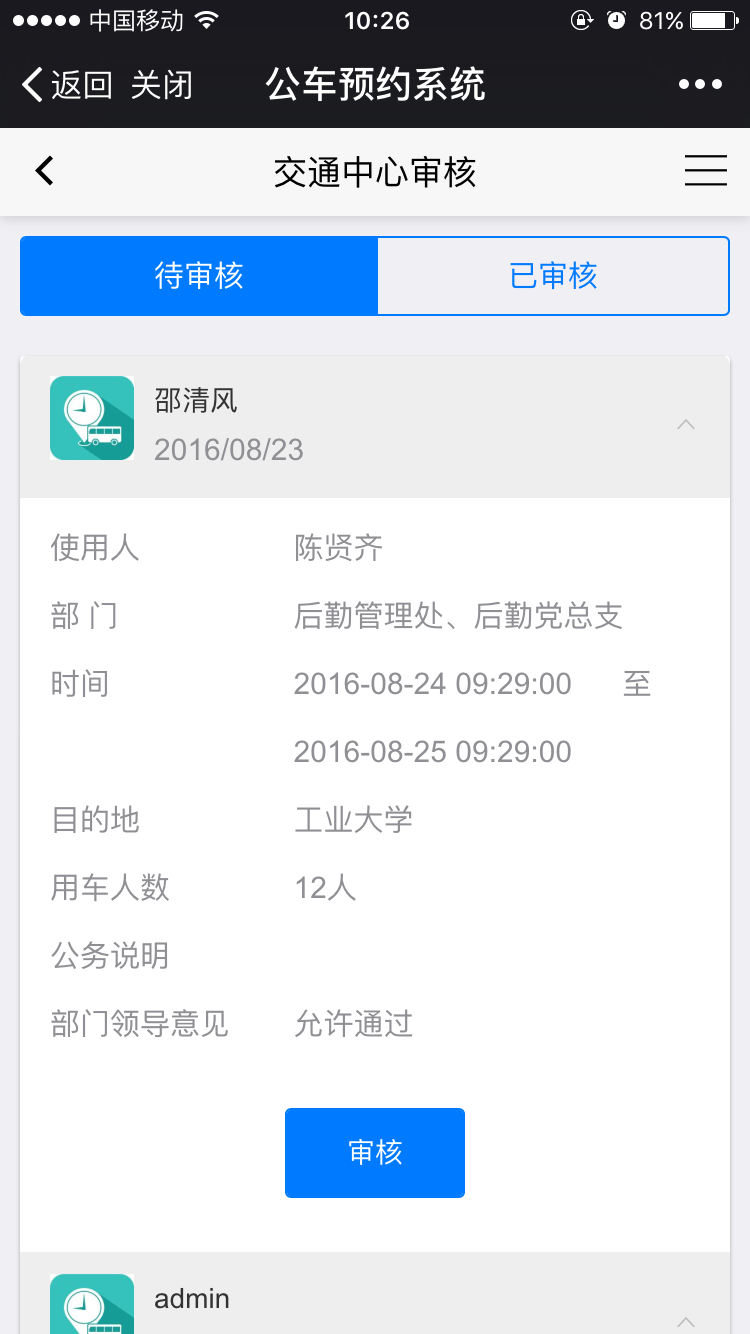 中国移动 10:26 81%
返回 关闭 公车预约系统
交通中心审核
待审核 已审核
邵清风
2016/08/23
使用人 陈贤齐
部 门 后勤管理处、后勤党总支
时间 2016-08-24 09:29:00 至
2016-08-25 09:29:00
目的地 工业大学
用车人数 12人
公务说明
部门领导意见 允许通过
审核
admin